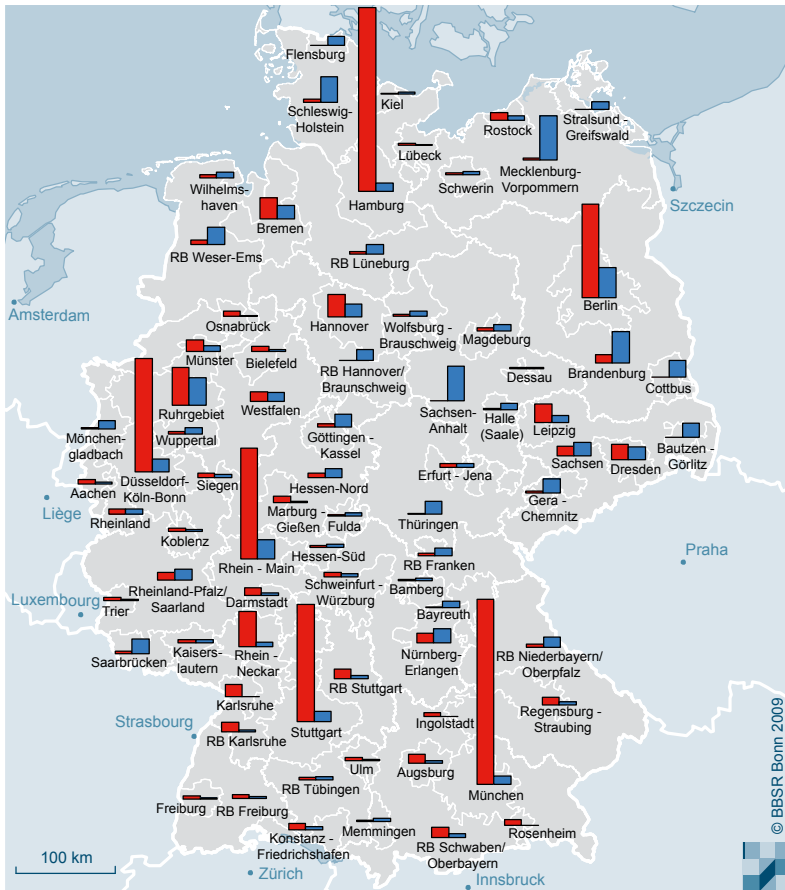 Flensburg
Schleswig-
Holstein
Kiel
Lübeck
Hamburg
Rostock
Stralsund -
Greifswald
Mecklenburg-
Vorpommern
Schwerin
Szczecin
Wilhelms-
haven
Bremen
RB Weser-Ems
RB Lüneburg
Berlin
Amsterdam
Osnabrück
Hannover
Wolfsburg -
Brauschweig
Magdeburg
Münster
Bielefeld
RB Hannover/
Braunschweig
Dessau
Brandenburg
Cottbus
Ruhrgebiet
Westfalen
Sachsen-
Anhalt
Halle
(Saale)
Leipzig
Mönchen-
gladbach
Wuppertal
Göttingen -
Kassel
Bautzen -
Görlitz
Sachsen
Dresden
Düsseldorf-
Köln-Bonn
Aachen
Siegen
Hessen-Nord
Erfurt - Jena
Gera -
Chemnitz
Liège
Rheinland
Marburg -
Gießen
Fulda
Thüringen
Koblenz
Rhein - Main
Hessen-Süd
RB Franken
Praha
Rheinland-Pfalz/
Saarland
Darmstadt
Schweinfurt -
Würzburg
Bamberg
Bayreuth
Luxembourg
Trier
Saarbrücken
Kaisers-
lautern
Rhein -
Neckar
Nürnberg-
Erlangen
RB Niederbayern/
Oberpfalz
RB Stuttgart
Karlsruhe
Strasbourg
RB Karlsruhe
Stuttgart
Ingolstadt
Regensburg -
Straubing
Ulm
Augsburg
RB Tübingen
München
Freiburg
RB Freiburg
Konstanz -
Friedrichshafen
Memmingen
RB Schwaben/
Oberbayern
Rosenheim
100 km
Zürich
Innsbruck
© BBSR Bonn 2009